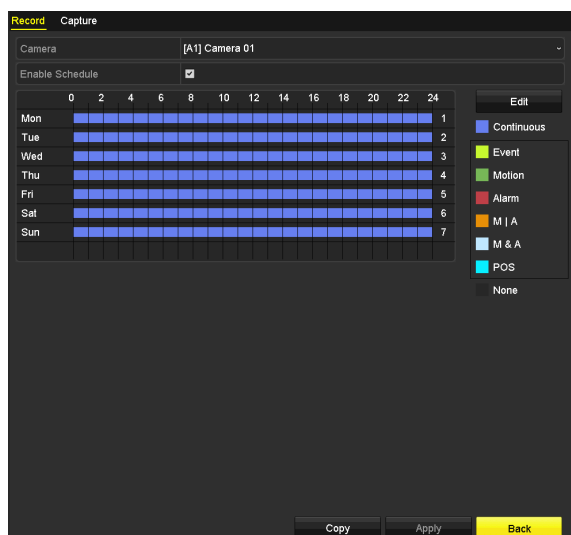 Record Capture
Camera [A1] Camera 01
Enable Schedule
0 2 4 6 8 10 12 14 16 18 20 22 24
Edit
Mon 1
Continuous
Tue 2
Wed 3
Event
Thu 4
Motion
Fri 5
Alarm
Sat 6
M | A
Sun 7
M & A
POS
None
Copy Apply Back